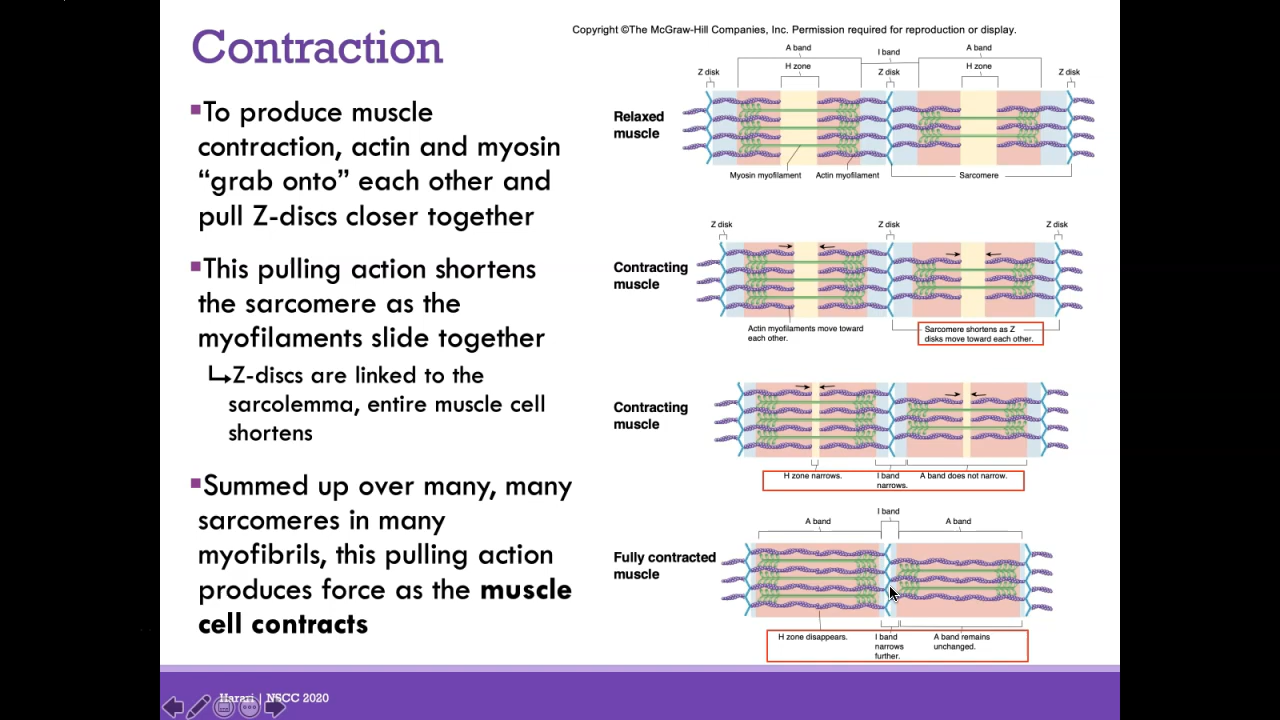 Contraction
▪To produce muscle
contraction, actin and myosin
“grab onto” each other and
pull Z-discs closer together
▪This pulling action shortens
the sarcomere as the
myofilaments slide together
Z-discs are linked to the
sarcolemma, entire muscle cell
shortens
▪Summed up over many, many
sarcomeres in many
myofibrils, this pulling action
produces force as the muscle
cell contracts
Copyright ©The McGraw-Hill Companies, Inc. Permission required for reproduction or display.
A band
I band
A band
H zone
H zone
Z disk
Z disk
Z disk
Relaxed
muscle
Myosin myofilament
Actin myofilament
Sarcomere
Z disk
Z disk
Z disk
Contracting
muscle
Actin myofilaments move toward
each other.
Sarcomere shortens as Z
disks move toward each other.
Contracting
muscle
H zone narrows.
I band
narrows.
A band does not narrow.
I band
A band
A band
Fully contracted
muscle
H zone disappears.
I band
narrows
further.
A band remains
unchanged.
Harari | NSCC 2020